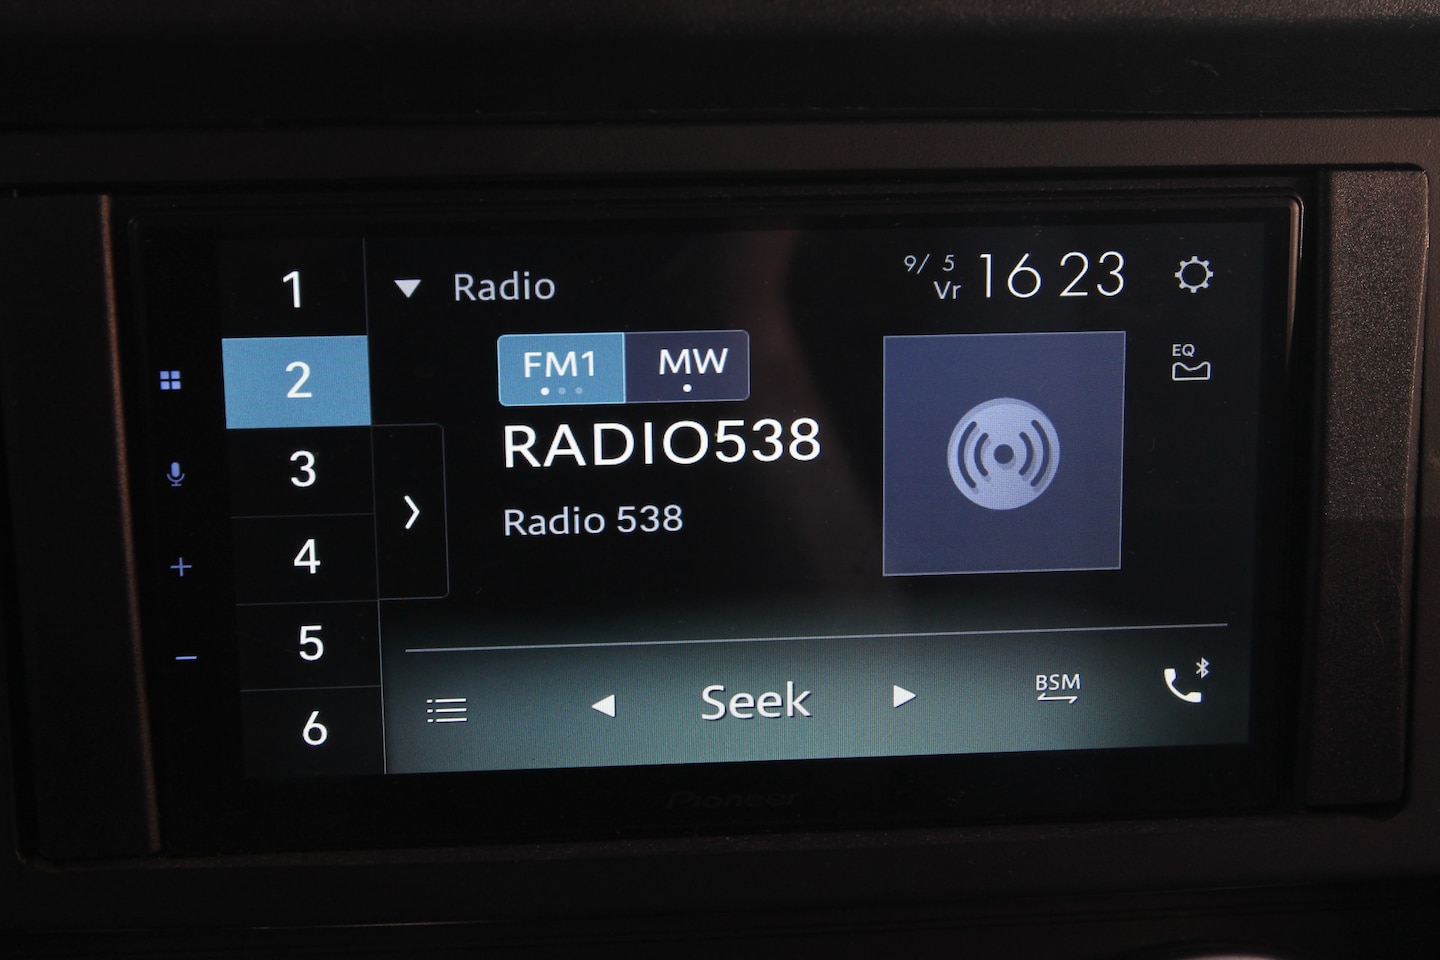 1
2
3
4
5
6
Radio
9/ 5
Vr
16 23
FM1
MW
RADIO538
Radio 538
EQ
Seek
BSM
Pioneer